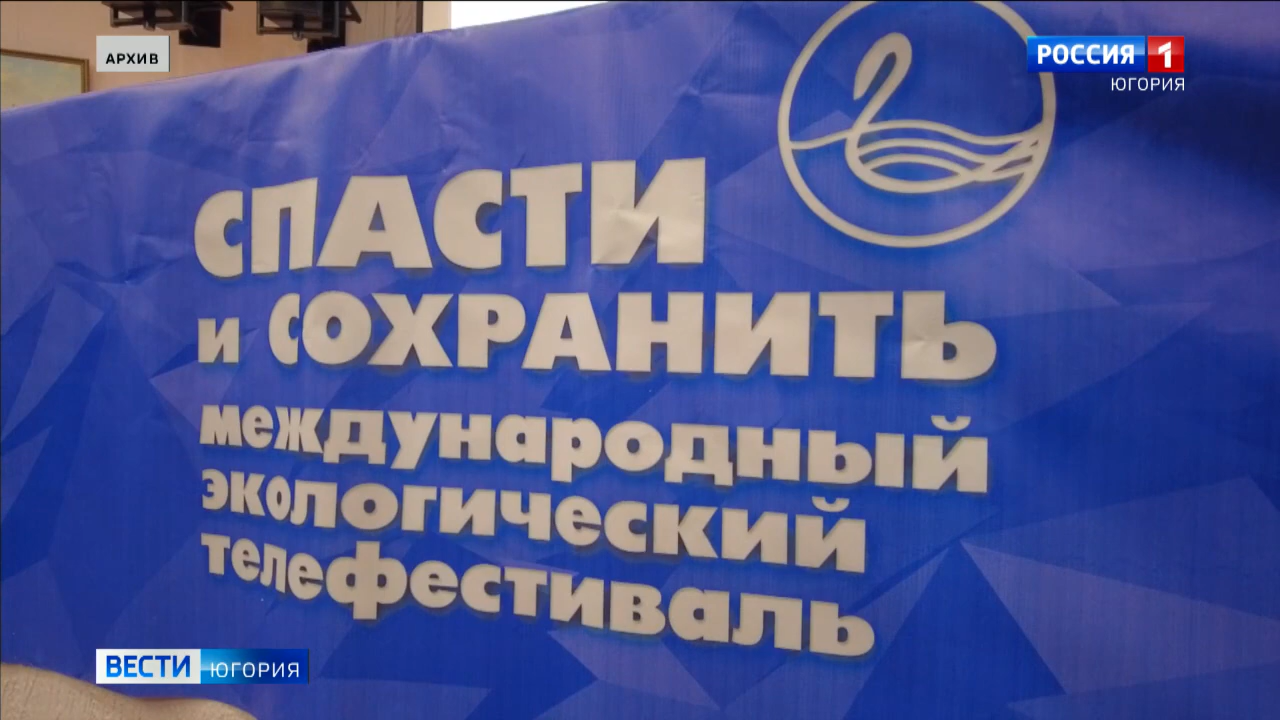 АРХИВ
РОССИЯ 1
ЮГОРИЯ
СПАСТИ
и СОХРАНИТЬ
международный
экологический
телефестиваль
ВЕСТИ ЮГОРИЯ